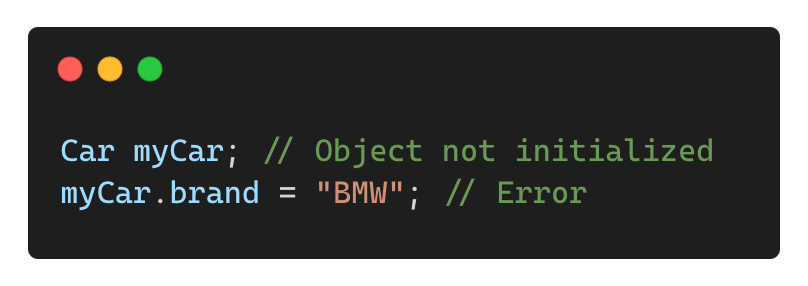 Car myCar; // Object not initialized
myCar.brand = "BMW"; // Error